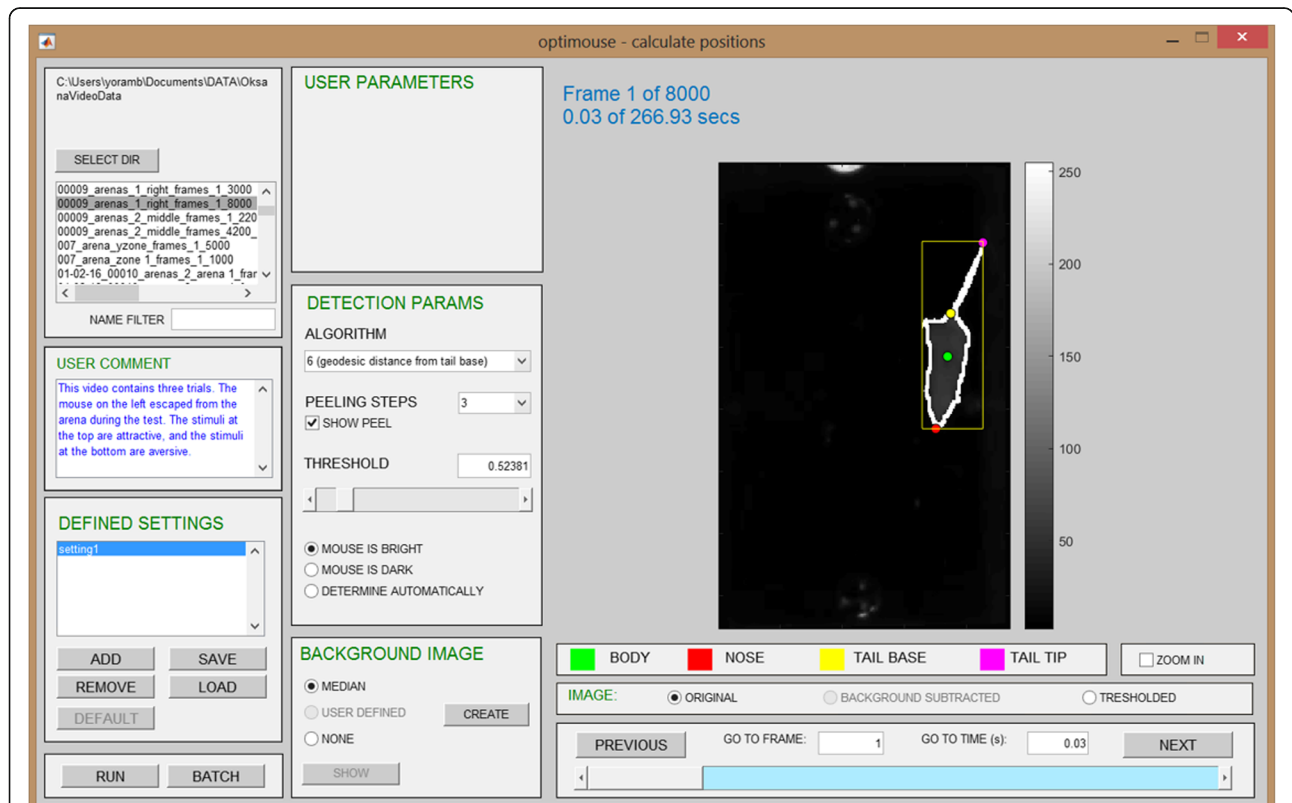 optimouse - calculate positions
C:\Users\yoramb\Documents\DATA\Oksa
naVideoData
SELECT DIR
00009_arenas_1_right_frames_1_3000
00009_arenas_1_right_frames_1_8000
00009_arenas_2_middle_frames_1_220
00009_arenas_2_middle_frames_4200_
007_arena_yzone_frames_1_5000
007_arena_zone 1_frames_1_1000
01-02-16_00010_arenas_2_arena 1_frar
NAME FILTER
USER COMMENT
This video contains three trials. The
mouse on the left escaped from the
arena during the test. The stimuli at
the top are attractive, and the stimuli
at the bottom are aversive.
DEFINED SETTINGS
setting1
ADD
SAVE
REMOVE
LOAD
DEFAULT
RUN
BATCH
USER PARAMETERS
DETECTION PARAMS
ALGORITHM
6 (geodesic distance from tail base)
PEELING STEPS
3
SHOW PEEL
THRESHOLD
0.52381
MOUSE IS BRIGHT
MOUSE IS DARK
DETERMINE AUTOMATICALLY
BACKGROUND IMAGE
MEDIAN
USER DEFINED
CREATE
NONE
SHOW
Frame 1 of 8000
0.03 of 266.93 secs
250
200
150
100
50
BODY
NOSE
TAIL BASE
TAIL TIP
ZOOM IN
IMAGE:
ORIGINAL
BACKGROUND SUBTRACTED
TRESHOLDED
PREVIOUS
GO TO FRAME:
1
GO TO TIME (s):
0.03
NEXT